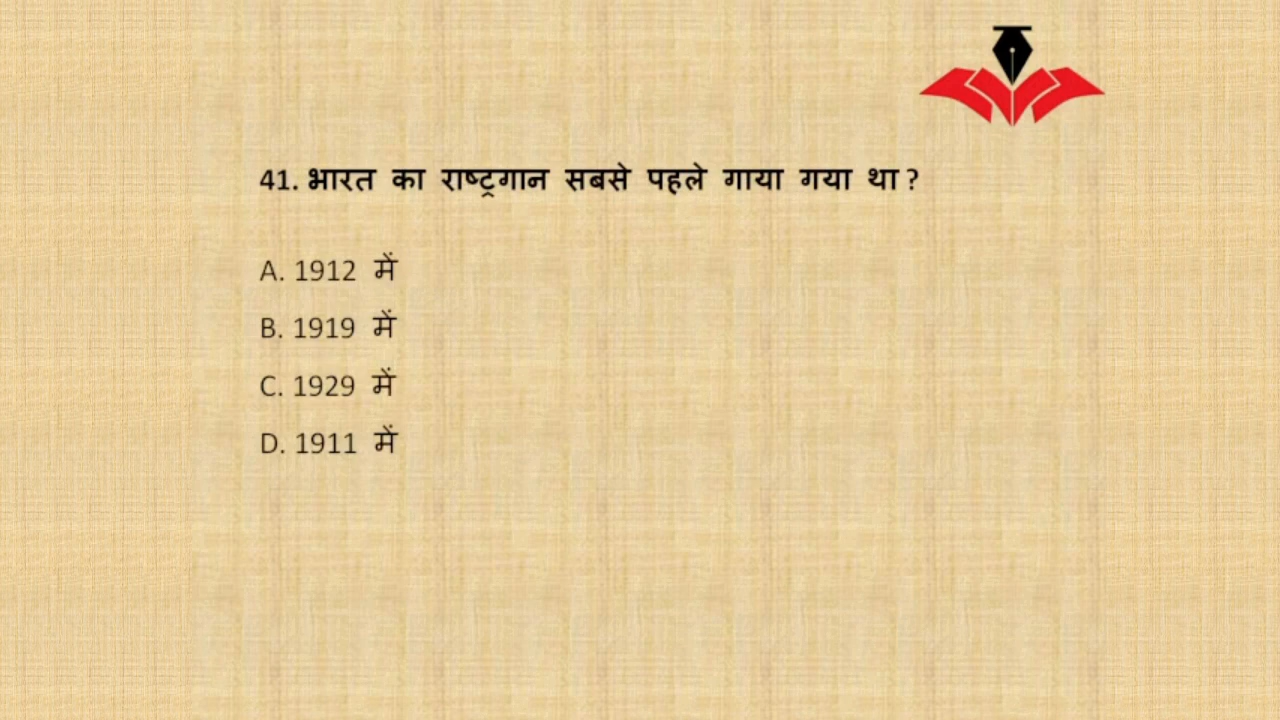 41. भारत का राष्ट्रगान सबसे पहले गाया गया था ?
A. 1912 में
B. 1919 में
C. 1929 में
D. 1911 में